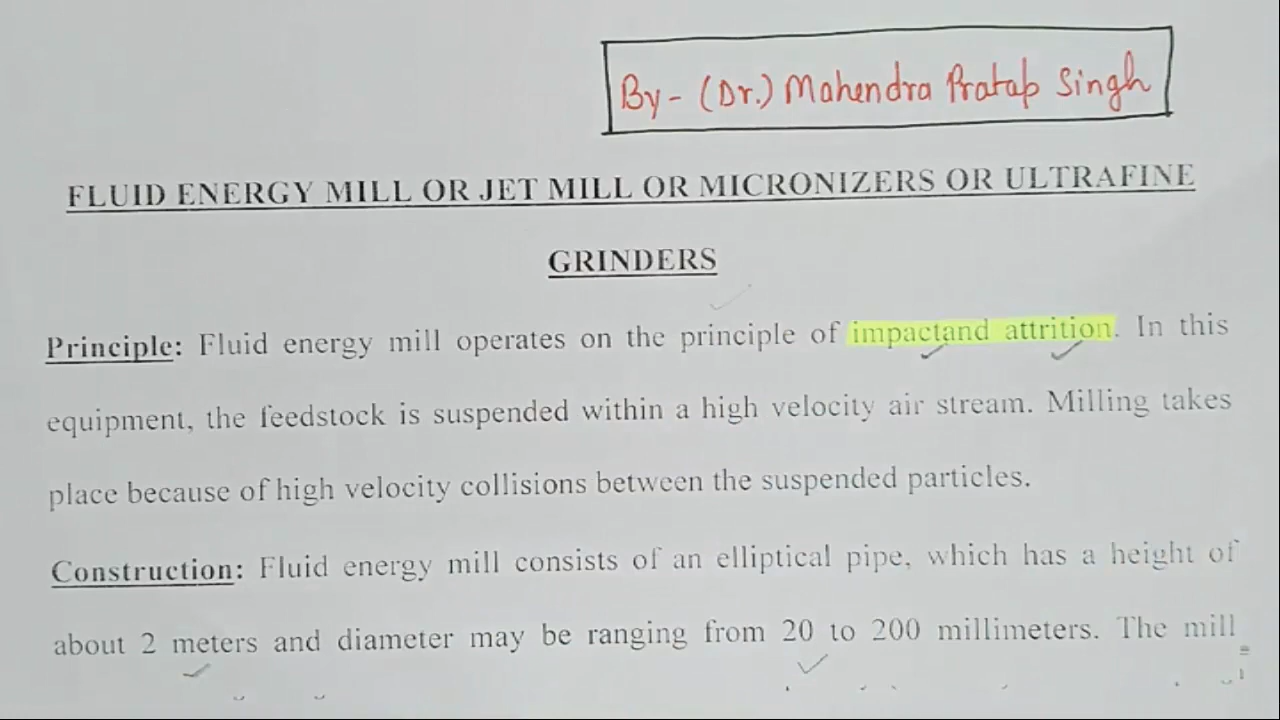 By - (Dr.) Mahendra Pratap Singh
FLUID ENERGY MILL OR JET MILL OR MICRONIZERS OR ULTRAFINE
GRINDERS
Principle: Fluid energy mill operates on the principle of impactand attrition. In this
equipment, the feedstock is suspended within a high velocity air stream. Milling takes
place because of high velocity collisions between the suspended particles.
Construction: Fluid energy mill consists of an elliptical pipe, which has a height of
about 2 meters and diameter may be ranging from 20 to 200 millimeters. The mill